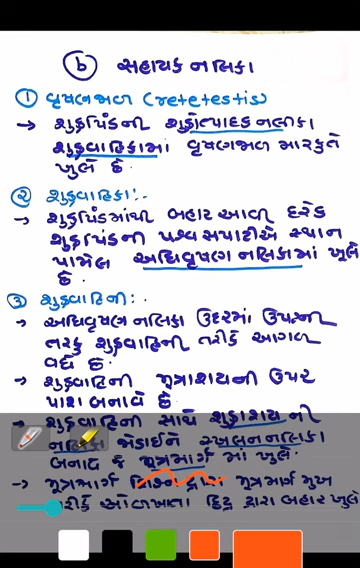 b સહાયક નલિકા
① વૃષણજાળ (retetestis)
→ શુક્રપિંડની શુક્રોત્પાદક નલીકા
શુક્રવાહિકામાં વૃષણજાળ મારફતે
ખુલે છે.
② શુક્રવાહિકા:-
→ શુક્રપિંડમાંથી બહાર આવી દરેક
શુક્રપિંડની પશ્વ સપાટીએ સ્થાન
પામેલ અધિવૃષણ નલિકામાં ખુલે
છે.
③ શુક્રવાહિની:-
→ અધિવૃષણ નલિકા ઉદરમાં ઉપરની
તરફ શુક્રવાહિની તરીકે આગળ
વધે છે.
→ શુક્રવાહિની મૂત્રાશયની ઉપર
પાશ બનાવે છે
→ શુક્રવાહિની સાથે શુક્રાશય ની
નલિકા જોડાઈને સ્ખલનનલિકા
બનાવે જે મૂત્રમાર્ગ માં ખુલે.
→ મૂત્રમાર્ગ શિશ્ન દ્વારા મૂત્રમાર્ગ મુખ
તરીકે ઓળખાતા છિદ્ર દ્વારા બહાર ખુલે